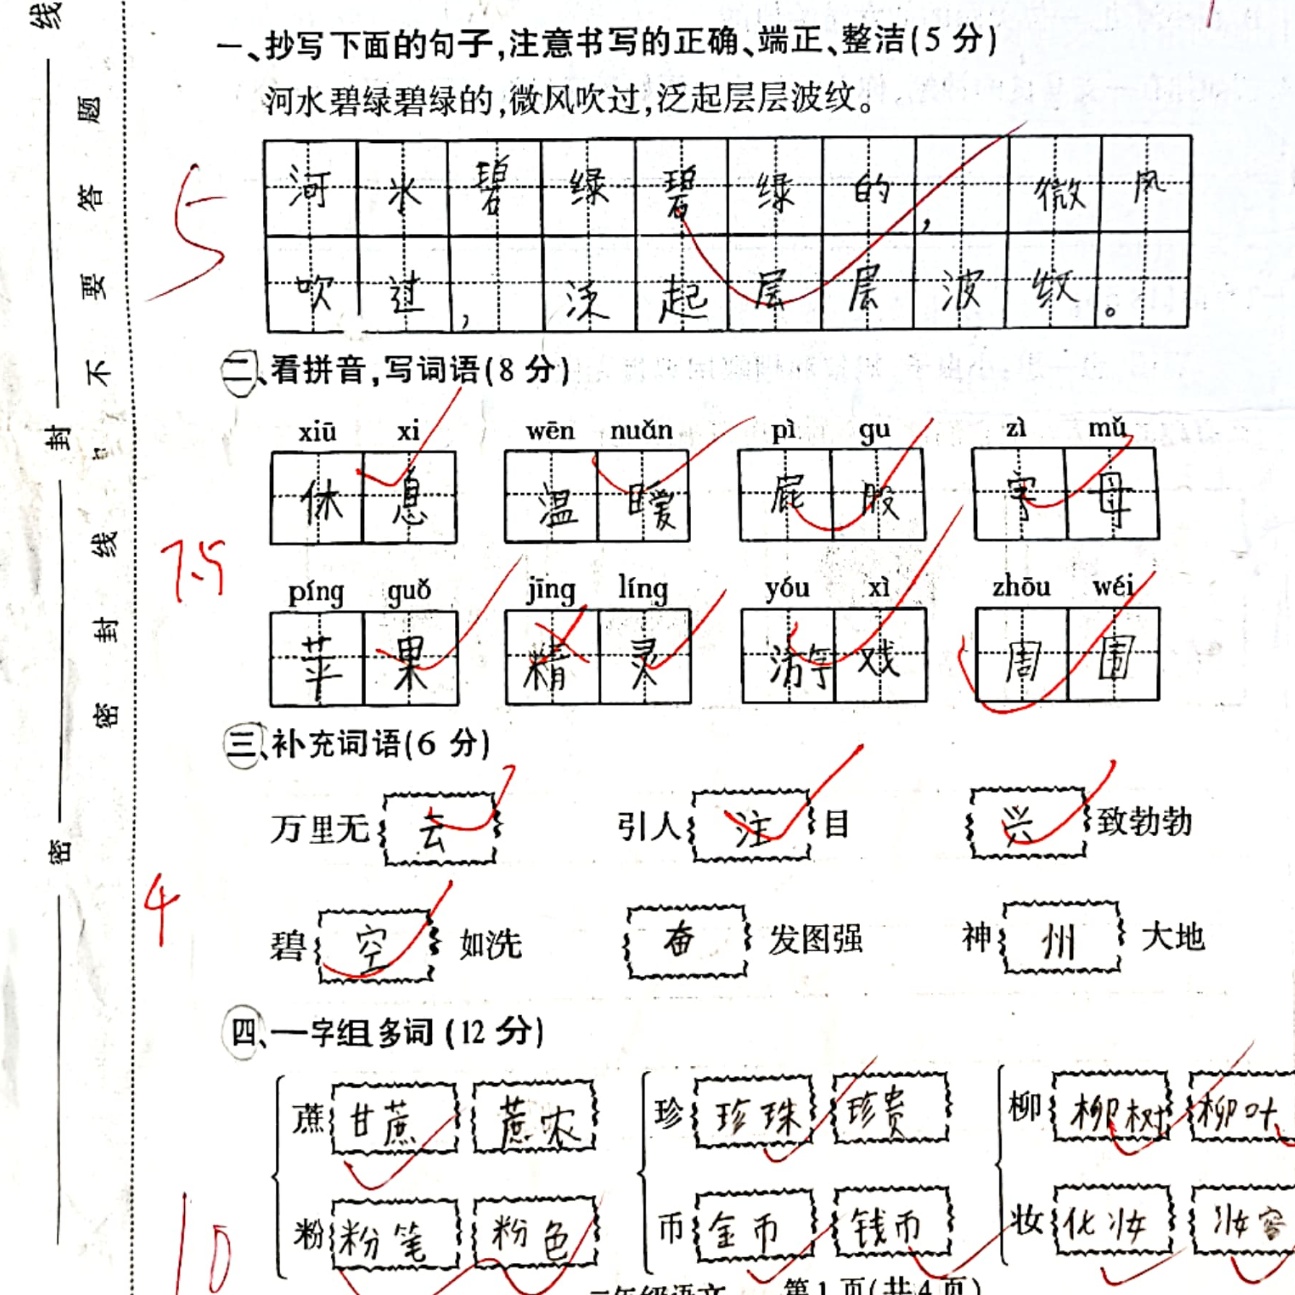 线
题
答
要
不
封
线
封
密
密
一、抄写下面的句子,注意书写的正确、端正、整洁(5 分)
河水碧绿碧绿的,微风吹过,泛起层层波纹。
5
河水碧绿碧绿的,微风
吹过,泛起层层波纹。
二、看拼音,写词语(8 分)
xiū xi wēn nuǎn pì gu zì mǔ
休息 温暖 屁股 字母
7.5
píng guǒ jīng líng yóu xì zhōu wéi
苹果 精灵 游戏 周围
三、补充词语(6 分)
万里无云 引人注目 兴致勃勃
4
碧空如洗 奋发图强 神州大地
四、一字组多词(12 分)
蔗 甘蔗 蔗农 珍 珍珠 珍贵 柳 柳树 柳叶
粉 粉笔 粉色 币 金币 钱币 妆 化妆 妆容
10
二年级语文 第1页(共4页)